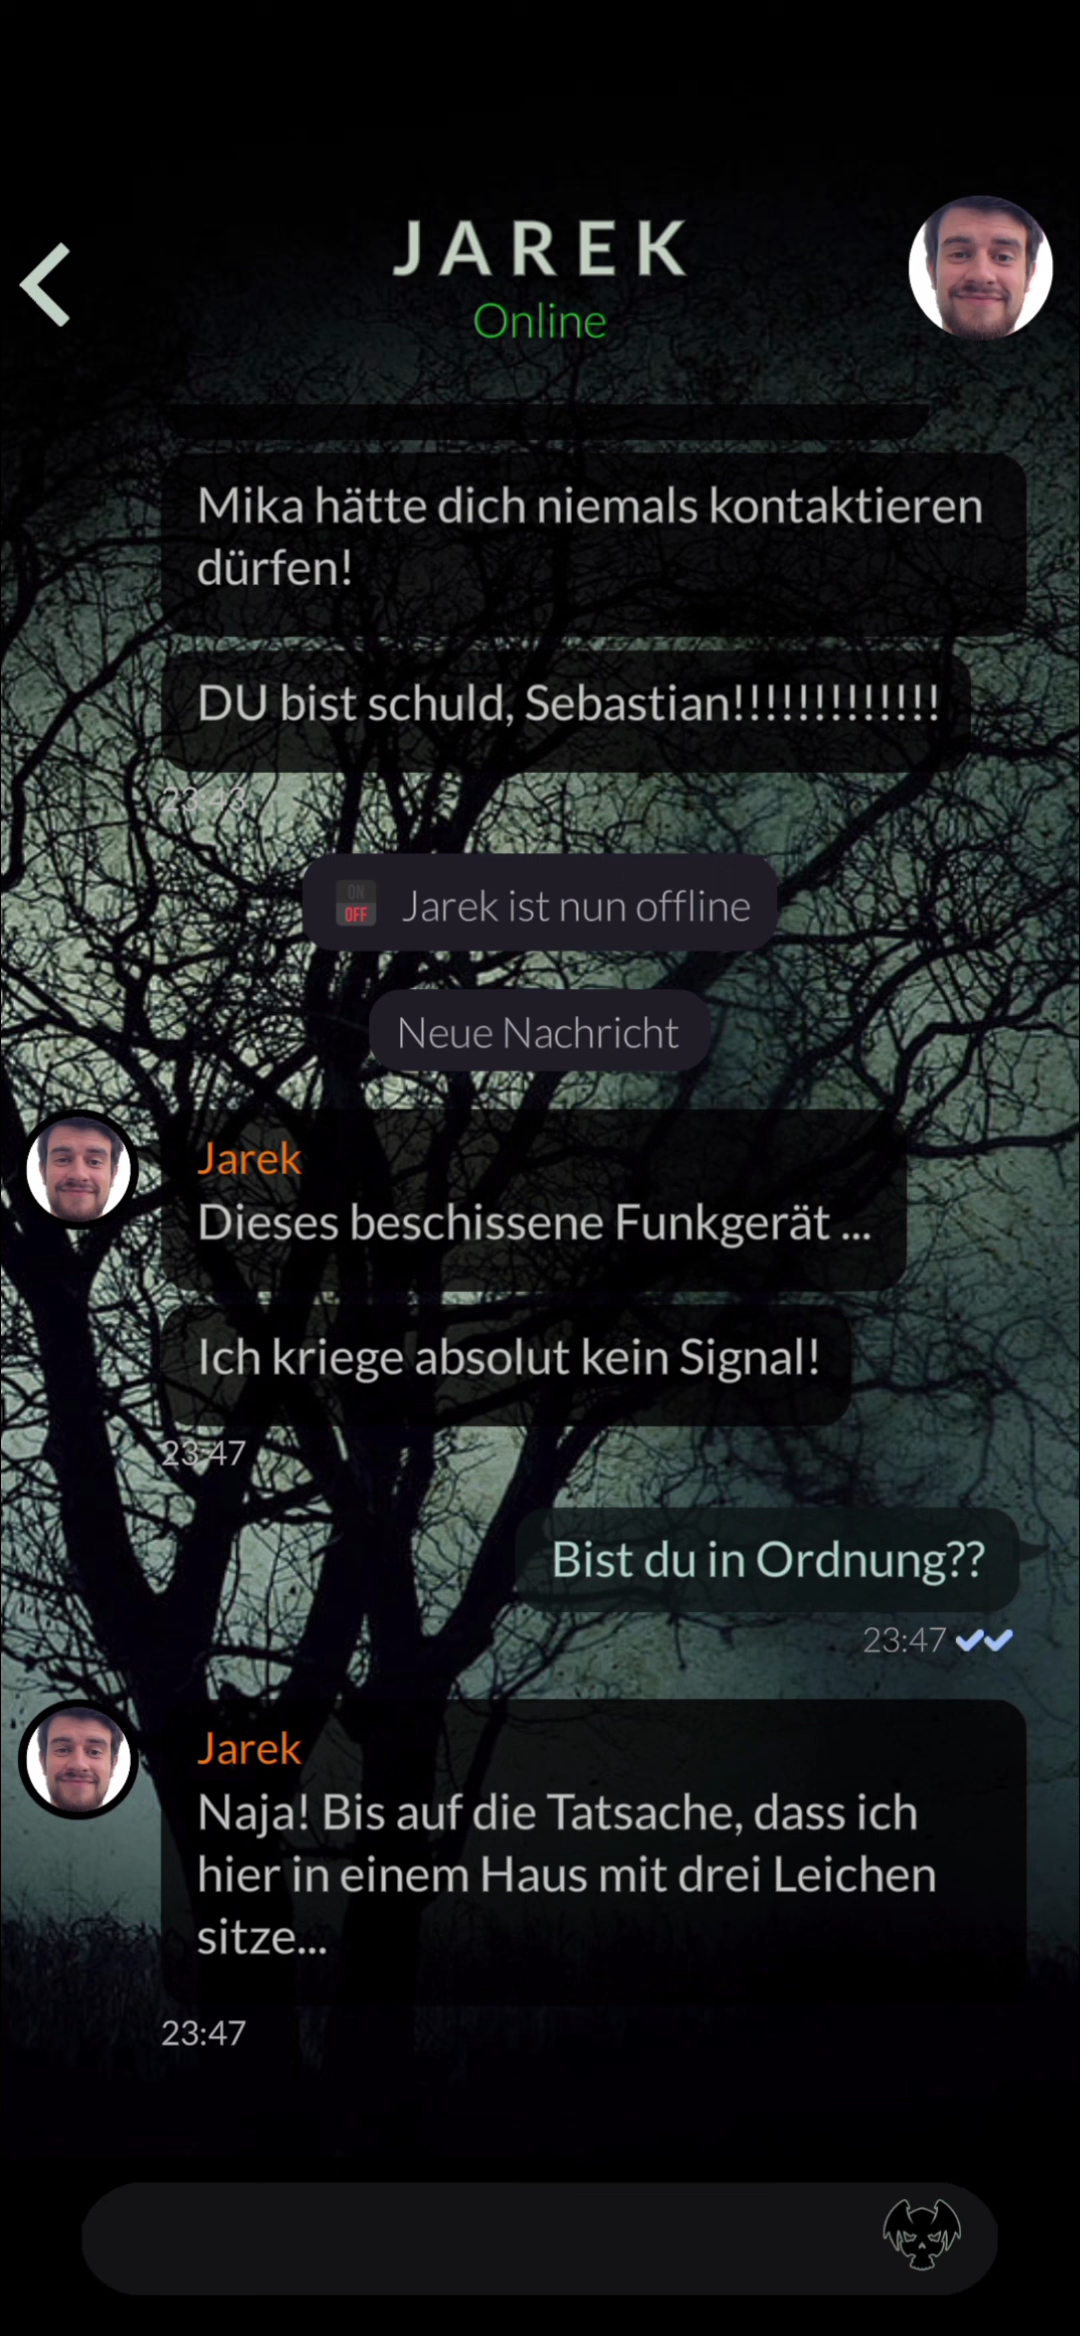 JAREK
Online
Mika hätte dich niemals kontaktieren
dürfen!
DU bist schuld, Sebastian!!!!!!!!!!!!!
23:43
ON
OFF
Jarek ist nun offline
Neue Nachricht
Jarek
Dieses beschissene Funkgerät ...
Ich kriege absolut kein Signal!
23:47
Bist du in Ordnung??
23:47
Jarek
Naja! Bis auf die Tatsache, dass ich
hier in einem Haus mit drei Leichen
sitze...
23:47